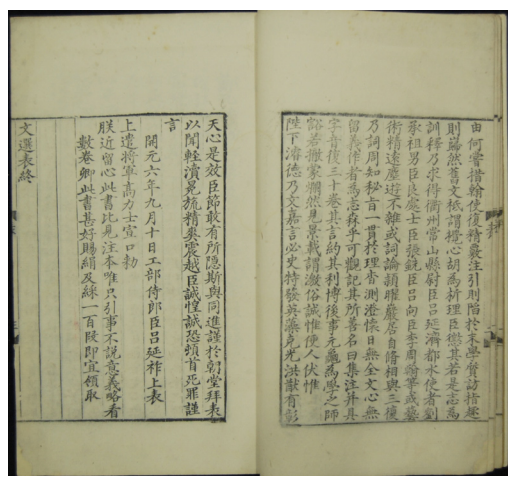 由何嘗措翰使復精覈注引則陷於末學質訪指趣
則巋然舊文祇謂攪心胡為析理臣懲其若是志為
訓釋乃求得衢州常山縣尉臣呂延濟都水使者劉
承祖男臣良處士臣張銑臣呂向臣李周翰等或藝
術精遠塵遊不雜或詞論穎曜巖居自脩相與三復
乃詞周知秘旨一貫於理杳測澄懷目無全文心無
留義作者為志森乎可觀記其所善名曰集注并具
字音復三十卷其言約其利博後事元龜為學之師
豁若撤蒙爛然見景載謂激俗誠惟便人伏惟
陛下濬德乃文嘉言必史特發英藻克光洪猷有彰
天心是效臣節敢有所隱斯與同進謹於朝堂拜表
以聞輕瀆冕旒精爽震越臣誠惶誠恐頓首死罪謹
言
開元六年九月十日工部侍郎臣呂延祚上表
上遣將軍高力士宣口勑
朕近留心此書比見注本唯只引事不說意義略看
數卷卿此書甚好賜絹及綵一百段即宜領取
文選表終